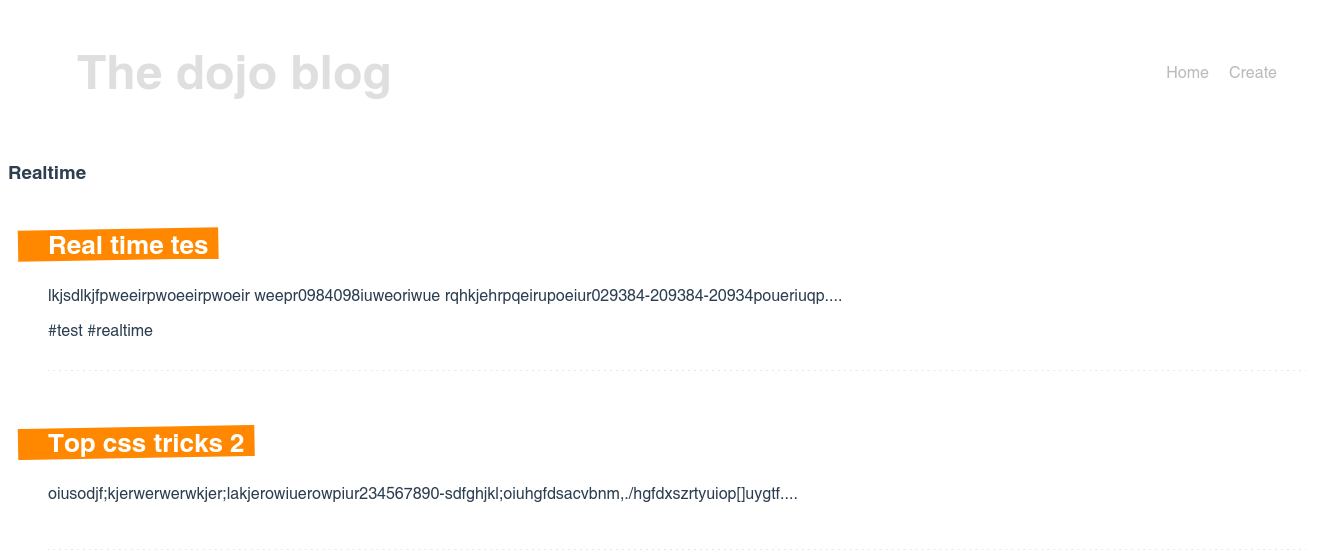 The dojo blog
Home Create
Realtime
Real time tes
lkjsdlkjfpweeirpwoeeirpwoeir weepr0984098iuweoriwue rqhkjehrpqeirupoeiur029384-209384-20934poueriuqp....
#test #realtime
Top css tricks 2
oiusodjf;kjerwerwerwkjer;lakjerowiuerowpiur234567890-sdfghjkl;oiuhgfdsacvbnm,./hgfdxszrtyuiop[]uygtf....